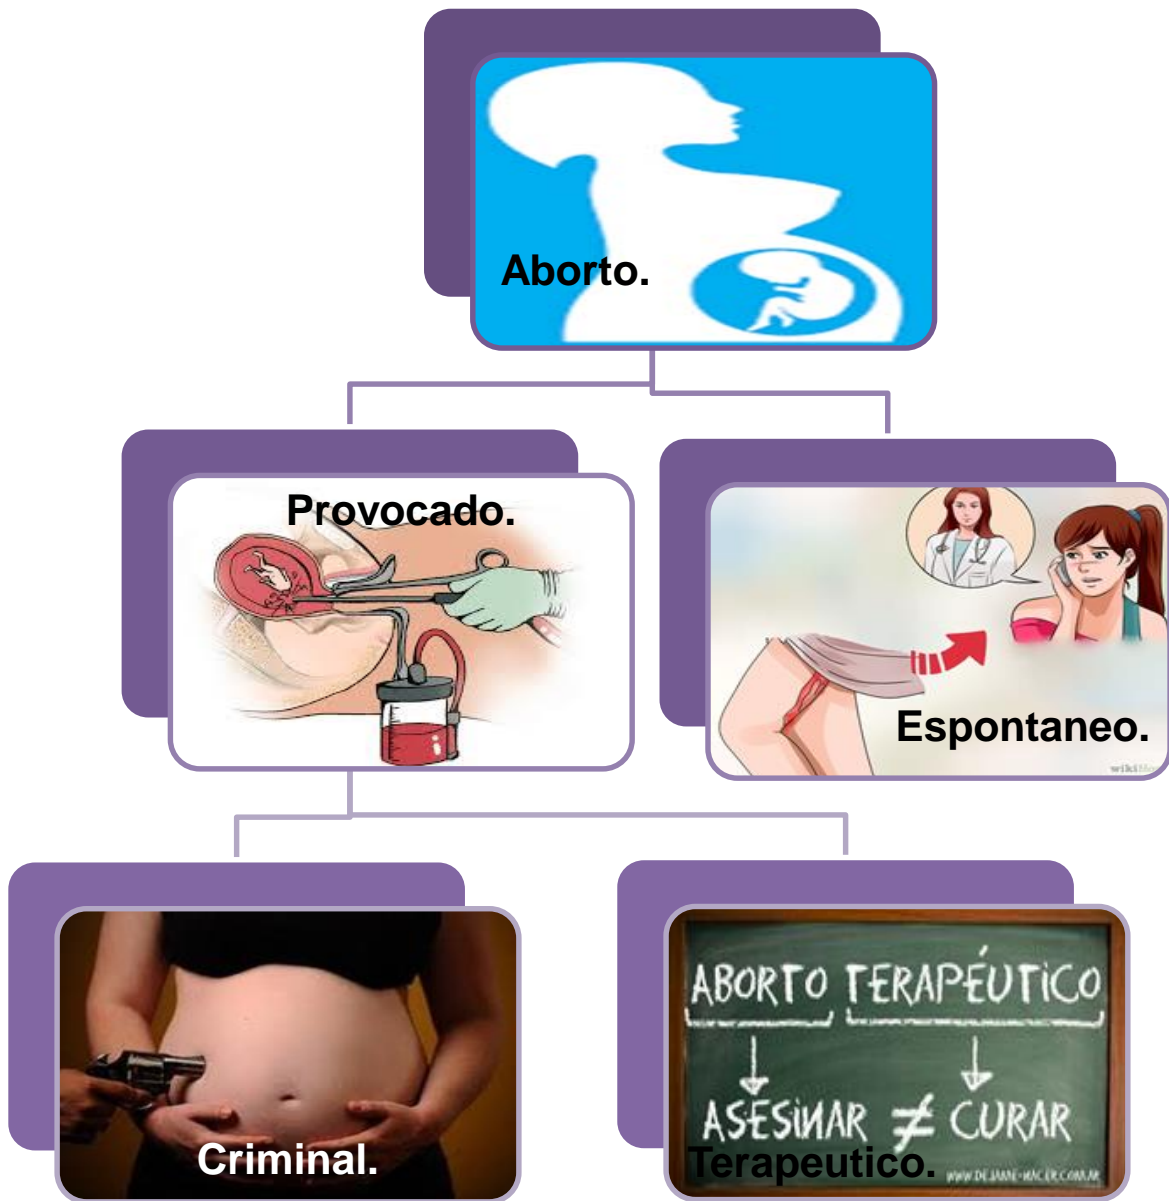 Aborto.
Provocado.
Espontaneo.
Criminal.
ABORTO TERAPÉUTICO
ASESINAR ≠ CURAR
Terapeutico.